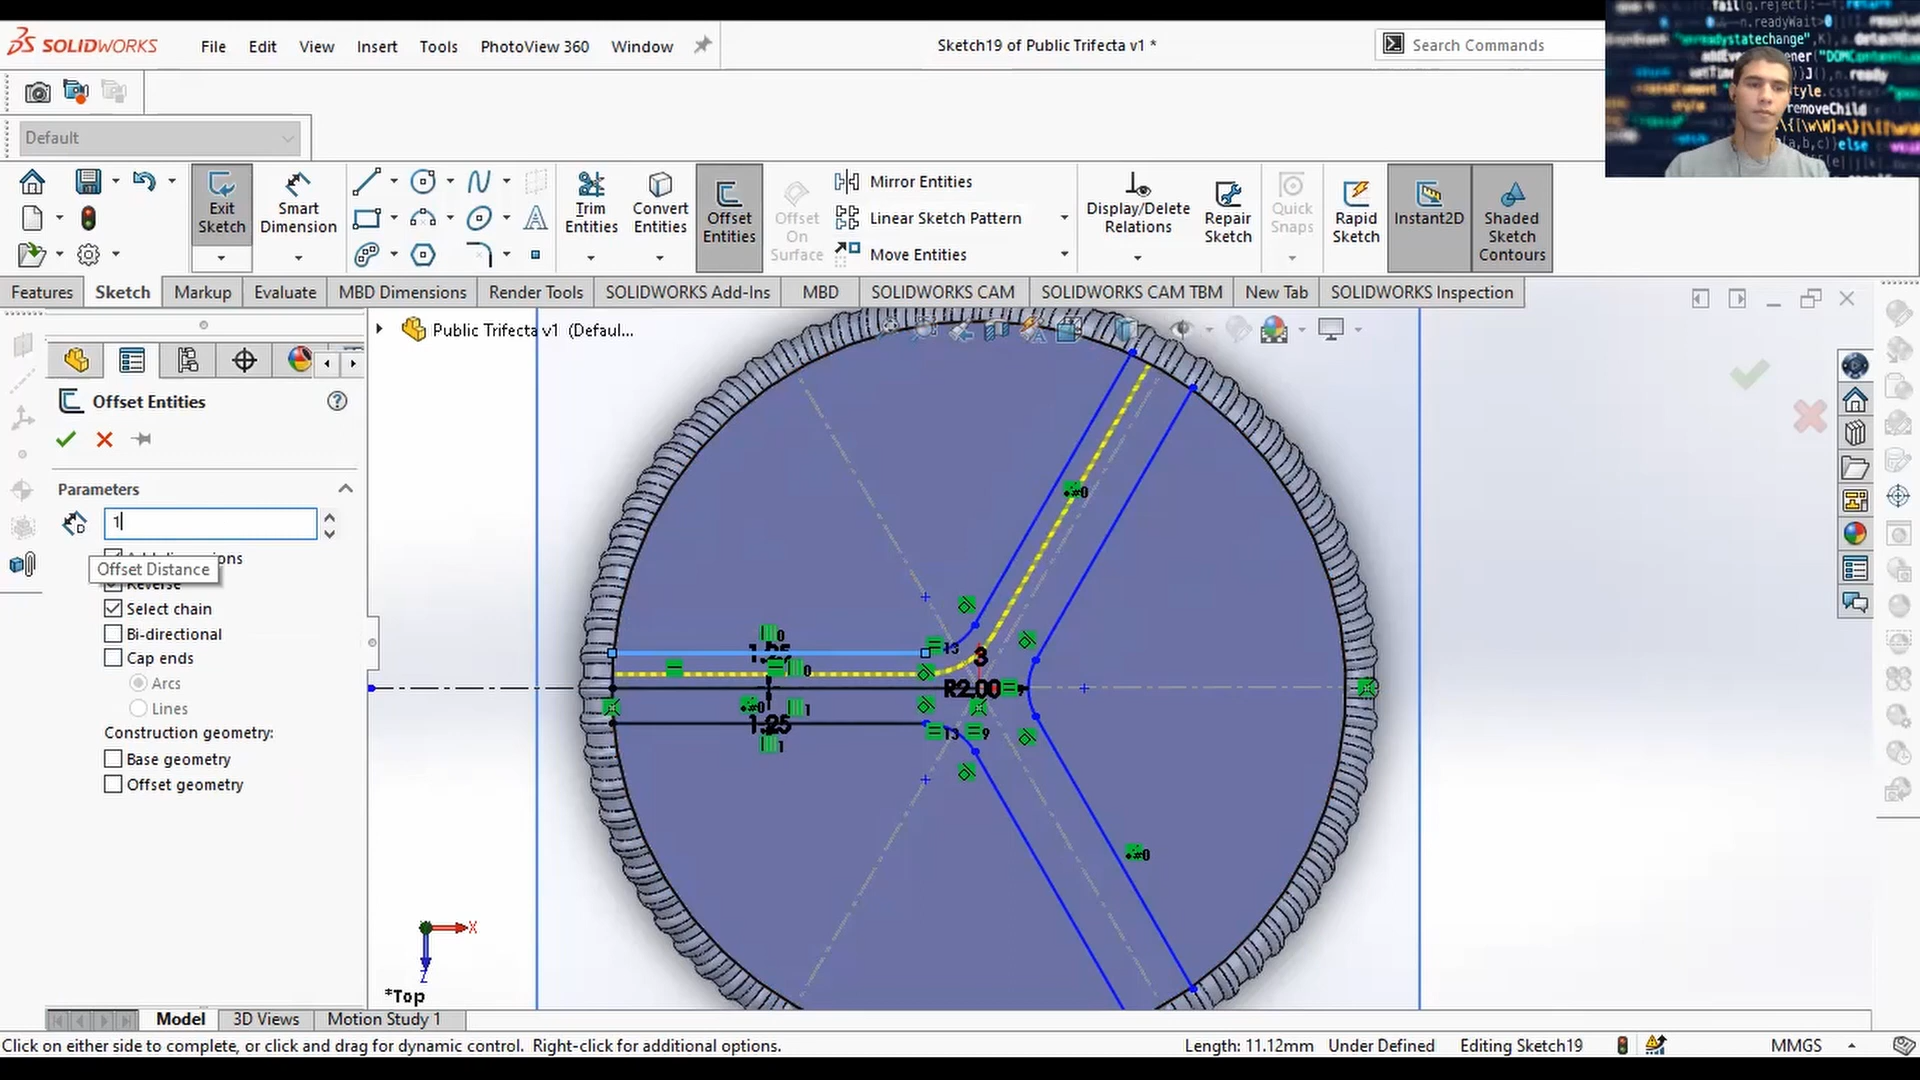 SOLIDWORKS
File Edit View Insert Tools PhotoView 360 Window
Sketch19 of Public Trifecta v1 *
Search Commands
Default
Exit Sketch
Smart Dimension
Trim Entities
Convert Entities
Offset Entities
Offset On Surface
Mirror Entities
Linear Sketch Pattern
Move Entities
Display/Delete Relations
Repair Sketch
Quick Snaps
Rapid Sketch
Instant2D
Shaded Sketch Contours
Features Sketch Markup Evaluate MBD Dimensions Render Tools SOLIDWORKS Add-Ins MBD SOLIDWORKS CAM SOLIDWORKS CAM TBM New Tab SOLIDWORKS Inspection
Public Trifecta v1 (Defaul...
Offset Entities
Parameters
1
Offset Distance
Reverse
Select chain
Bi-directional
Cap ends
Arcs
Lines
Construction geometry:
Base geometry
Offset geometry
3
R2.00
1.25
X
Z
*Top
Model 3D Views Motion Study 1
Click on either side to complete, or click and drag for dynamic control. Right-click for additional options.
Length: 11.12mm Under Defined Editing Sketch19 MMGS
removeChild